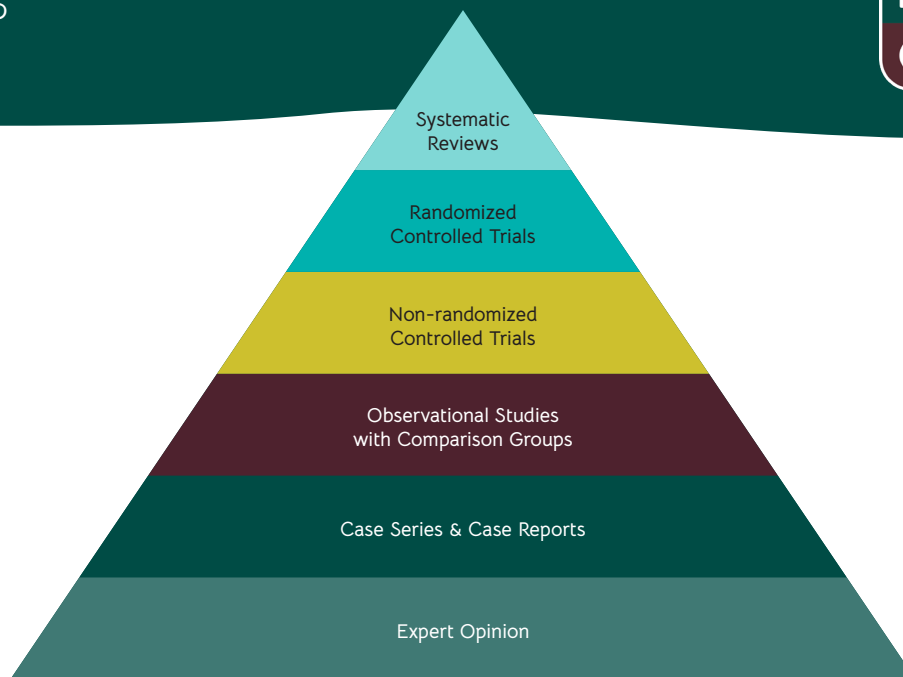 Systematic
Reviews
Randomized
Controlled Trials
Non-randomized
Controlled Trials
Observational Studies
with Comparison Groups
Case Series & Case Reports
Expert Opinion